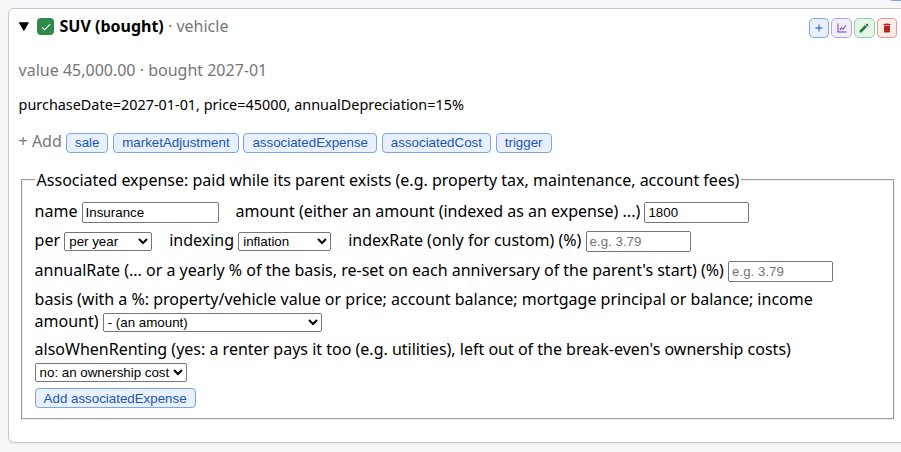 ▼ ✅ SUV (bought) · vehicle
value 45,000.00 · bought 2027-01
purchaseDate=2027-01-01, price=45000, annualDepreciation=15%
+ Add sale marketAdjustment associatedExpense associatedCost trigger
Associated expense: paid while its parent exists (e.g. property tax, maintenance, account fees)
name Insurance amount (either an amount (indexed as an expense) ...) 1800
per per year indexing inflation indexRate (only for custom) (%) e.g. 3.79
annualRate (... or a yearly % of the basis, re-set on each anniversary of the parent's start) (%) e.g. 3.79
basis (with a %: property/vehicle value or price; account balance; mortgage principal or balance; income
amount) - (an amount)
alsoWhenRenting (yes: a renter pays it too (e.g. utilities), left out of the break-even's ownership costs)
no: an ownership cost
Add associatedExpense